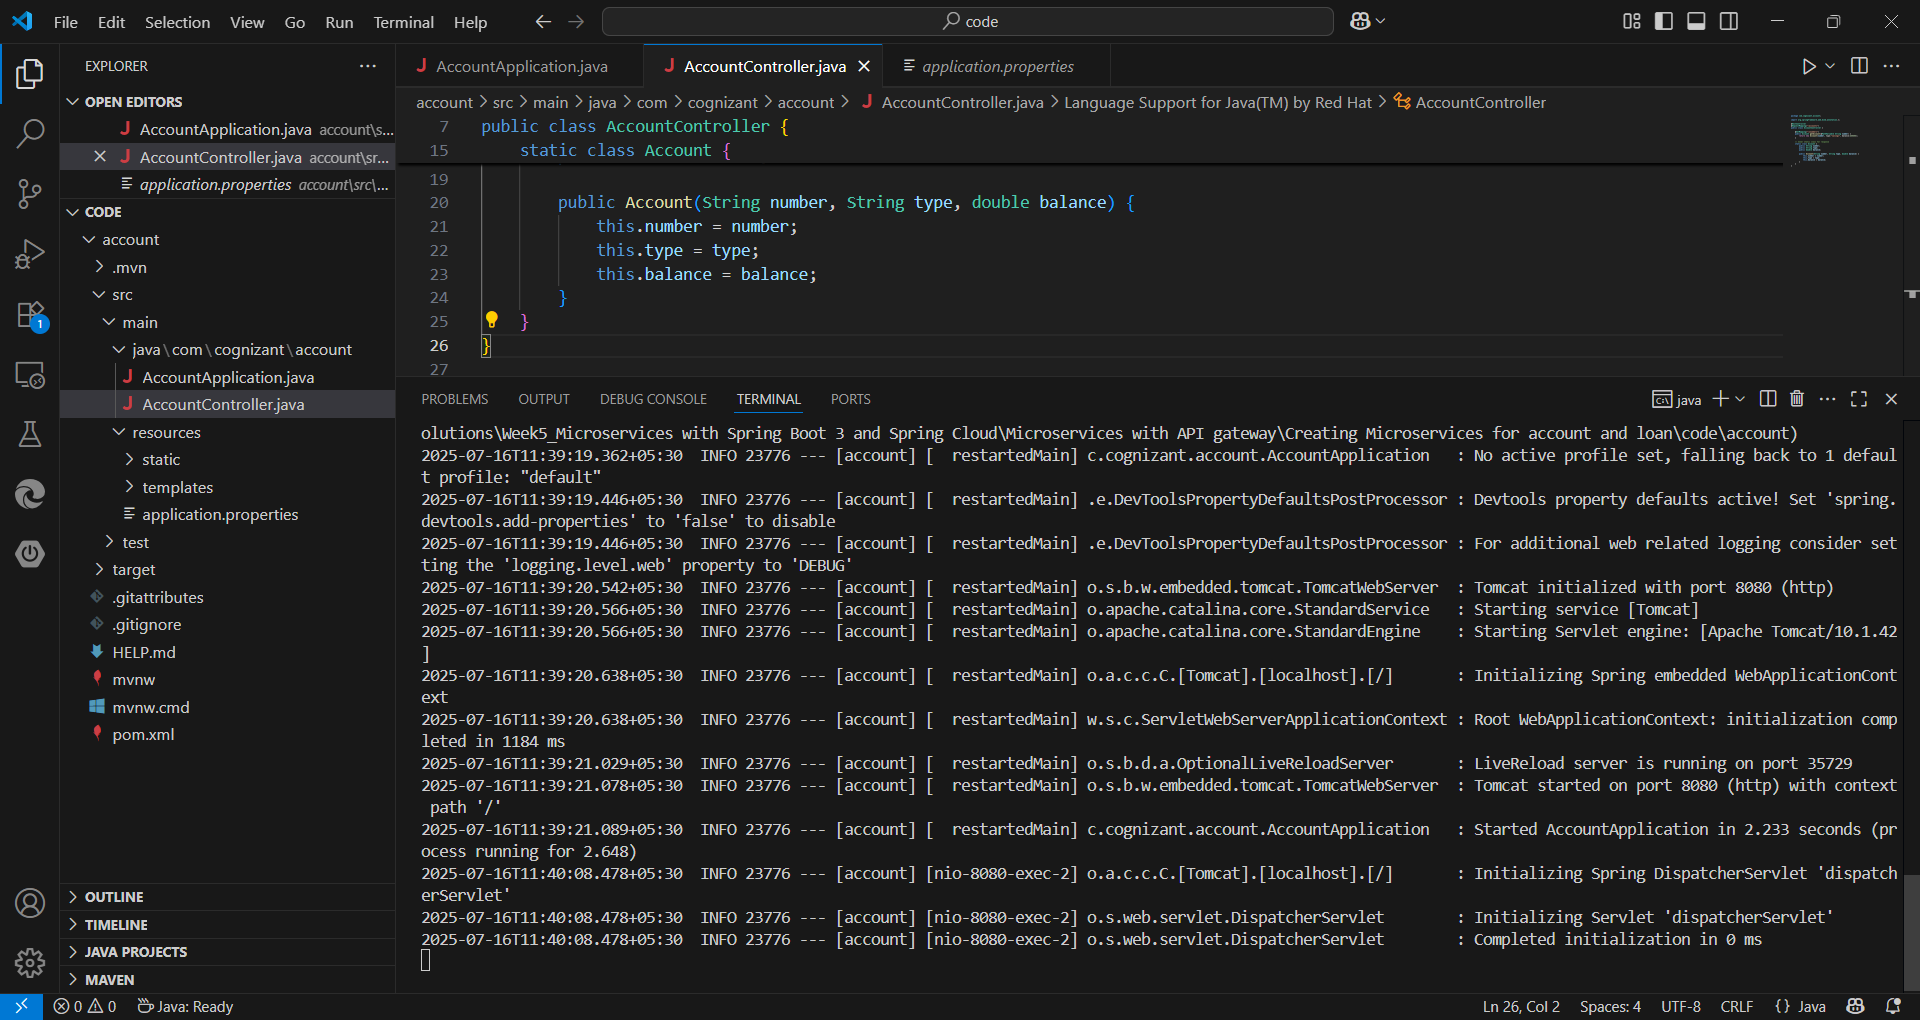 File Edit Selection View Go Run Terminal Help
code
EXPLORER
OPEN EDITORS
AccountApplication.java account\s...
AccountController.java account\src...
application.properties account\src\...
CODE
account
.mvn
src
main
java\com\cognizant\account
AccountApplication.java
AccountController.java
resources
static
templates
application.properties
test
target
.gitattributes
.gitignore
HELP.md
mvnw
mvnw.cmd
pom.xml
OUTLINE
TIMELINE
JAVA PROJECTS
MAVEN
1
AccountApplication.java AccountController.java application.properties
account > src > main > java > com > cognizant > account > AccountController.java > Language Support for Java(TM) by Red Hat > AccountController
7 public class AccountController {
15 static class Account {
19
20 public Account(String number, String type, double balance) {
21 this.number = number;
22 this.type = type;
23 this.balance = balance;
24 }
25 }
26 }
27
PROBLEMS OUTPUT DEBUG CONSOLE TERMINAL PORTS
java
olutions\Week5_Microservices with Spring Boot 3 and Spring Cloud\Microservices with API gateway\Creating Microservices for account and loan\code\account)
2025-07-16T11:39:19.362+05:30  INFO 23776 --- [account] [  restartedMain] c.cognizant.account.AccountApplication   : No active profile set, falling back to 1 defaul
t profile: "default"
2025-07-16T11:39:19.446+05:30  INFO 23776 --- [account] [  restartedMain] .e.DevToolsPropertyDefaultsPostProcessor : Devtools property defaults active! Set 'spring.
devtools.add-properties' to 'false' to disable
2025-07-16T11:39:19.446+05:30  INFO 23776 --- [account] [  restartedMain] .e.DevToolsPropertyDefaultsPostProcessor : For additional web related logging consider set
ting the 'logging.level.web' property to 'DEBUG'
2025-07-16T11:39:20.542+05:30  INFO 23776 --- [account] [  restartedMain] o.s.b.w.embedded.tomcat.TomcatWebServer  : Tomcat initialized with port 8080 (http)
2025-07-16T11:39:20.566+05:30  INFO 23776 --- [account] [  restartedMain] o.apache.catalina.core.StandardService   : Starting service [Tomcat]
2025-07-16T11:39:20.566+05:30  INFO 23776 --- [account] [  restartedMain] o.apache.catalina.core.StandardEngine    : Starting Servlet engine: [Apache Tomcat/10.1.42
]
2025-07-16T11:39:20.638+05:30  INFO 23776 --- [account] [  restartedMain] o.a.c.c.C.[Tomcat].[localhost].[/]       : Initializing Spring embedded WebApplicationCont
ext
2025-07-16T11:39:20.638+05:30  INFO 23776 --- [account] [  restartedMain] w.s.c.ServletWebServerApplicationContext : Root WebApplicationContext: initialization comp
leted in 1184 ms
2025-07-16T11:39:21.029+05:30  INFO 23776 --- [account] [  restartedMain] o.s.b.d.a.OptionalLiveReloadServer       : LiveReload server is running on port 35729
2025-07-16T11:39:21.078+05:30  INFO 23776 --- [account] [  restartedMain] o.s.b.w.embedded.tomcat.TomcatWebServer  : Tomcat started on port 8080 (http) with context
 path '/'
2025-07-16T11:39:21.089+05:30  INFO 23776 --- [account] [  restartedMain] c.cognizant.account.AccountApplication   : Started AccountApplication in 2.233 seconds (pr
ocess running for 2.648)
2025-07-16T11:40:08.478+05:30  INFO 23776 --- [account] [nio-8080-exec-2] o.a.c.c.C.[Tomcat].[localhost].[/]       : Initializing Spring DispatcherServlet 'dispatch
erServlet'
2025-07-16T11:40:08.478+05:30  INFO 23776 --- [account] [nio-8080-exec-2] o.s.web.servlet.DispatcherServlet        : Initializing Servlet 'dispatcherServlet'
2025-07-16T11:40:08.478+05:30  INFO 23776 --- [account] [nio-8080-exec-2] o.s.web.servlet.DispatcherServlet        : Completed initialization in 0 ms
0 0 Java: Ready Ln 26, Col 2 Spaces: 4 UTF-8 CRLF {} Java